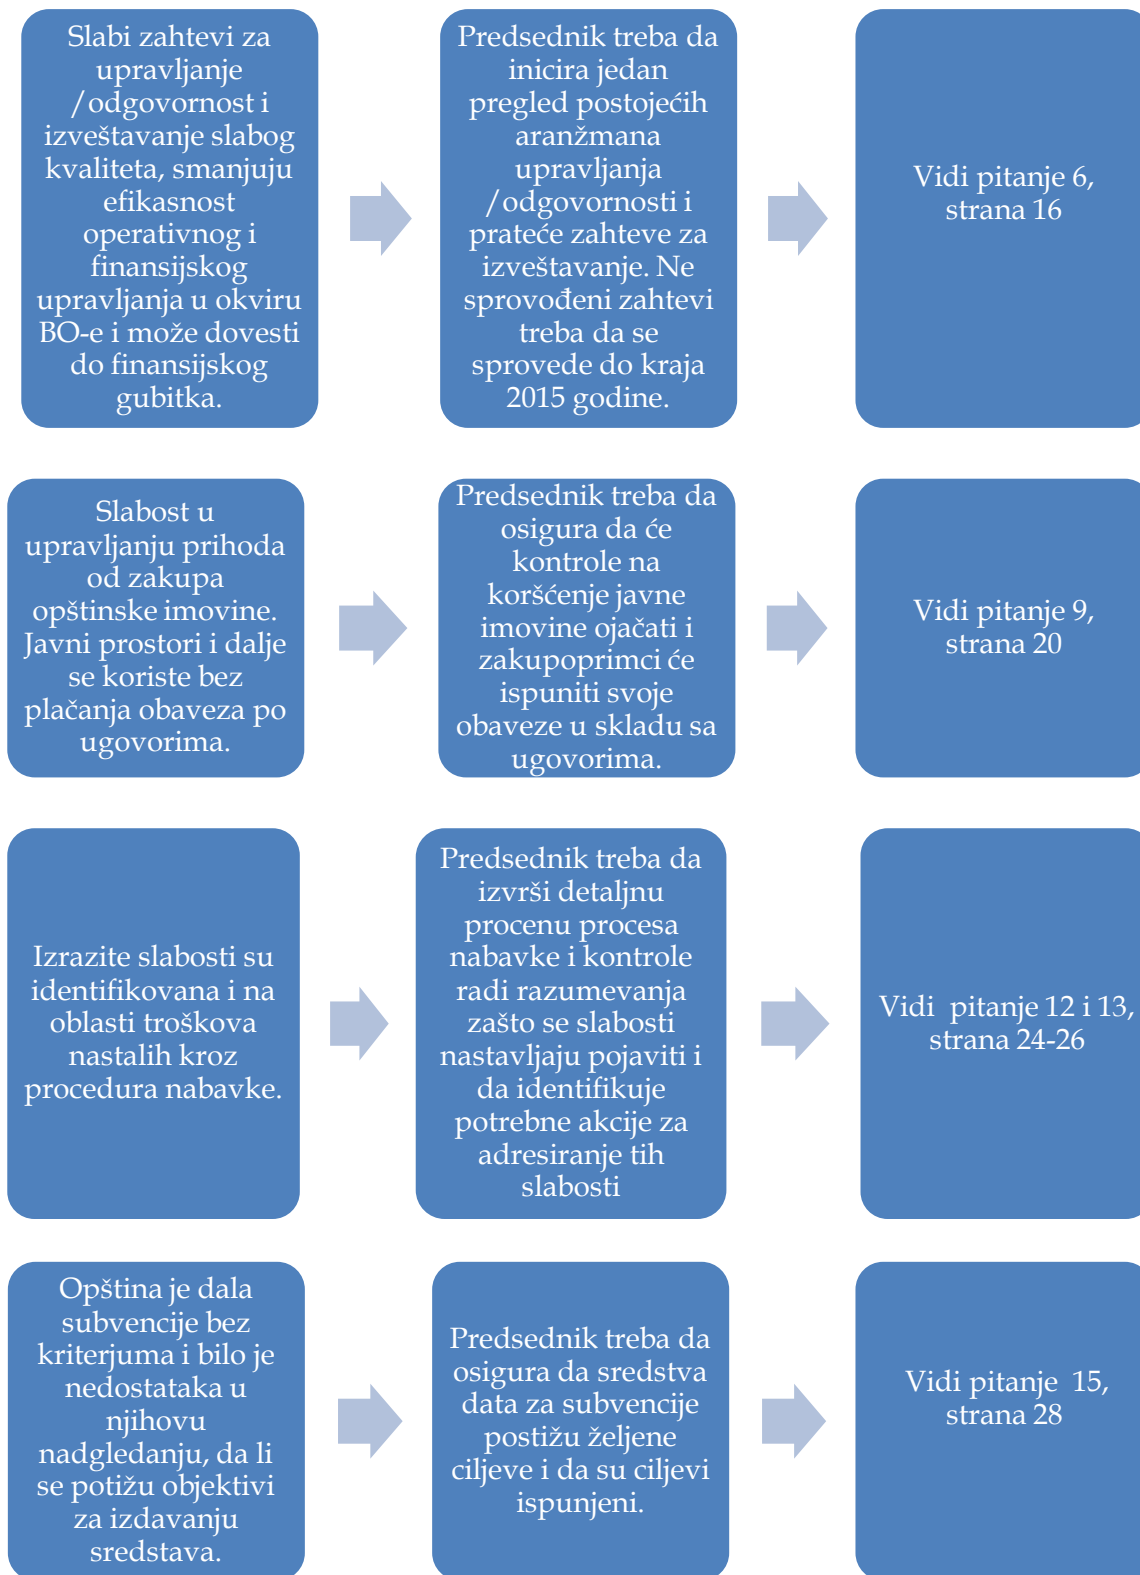 Slabi zahtevi za
upravljanje
/odgovornost i
izveštavanje slabog
kvaliteta, smanjuju
efikasnost
operativnog i
finansijskog
upravljanja u okviru
BO-e i može dovesti
do finansijskog
gubitka.
Predsednik treba da
inicira jedan
pregled postojećih
aranžmana
upravljanja
/odgovornosti i
prateće zahteve za
izveštavanje. Ne
sprovođeni zahtevi
treba da se
sprovede do kraja
2015 godine.
Vidi pitanje 6,
strana 16
Slabost u
upravljanju prihoda
od zakupa
opštinske imovine.
Javni prostori i dalje
se koriste bez
plačanja obaveza po
ugovorima.
Predsednik treba da
osigura da će
kontrole na
koršćenje javne
imovine ojačati i
zakupoprimci će
ispuniti svoje
obaveze u skladu sa
ugovorima.
Vidi pitanje 9,
strana 20
Izrazite slabosti su
identifikovana i na
oblasti troškova
nastalih kroz
procedura nabavke.
Predsednik treba da
izvrši detaljnu
procenu procesa
nabavke i kontrole
radi razumevanja
zašto se slabosti
nastavljaju pojaviti i
da identifikuje
potrebne akcije za
adresiranje tih
slabosti
Vidi  pitanje 12 i 13,
strana 24-26
Opština je dala
subvencije bez
kriterjuma i bilo je
nedostataka u
njihovu
nadgledanju, da li
se potižu objektivi
za izdavanju
sredstava.
Predsednik treba da
osigura da sredstva
data za subvencije
postižu željene
ciljeve i da su ciljevi
ispunjeni.
Vidi pitanje  15,
strana 28